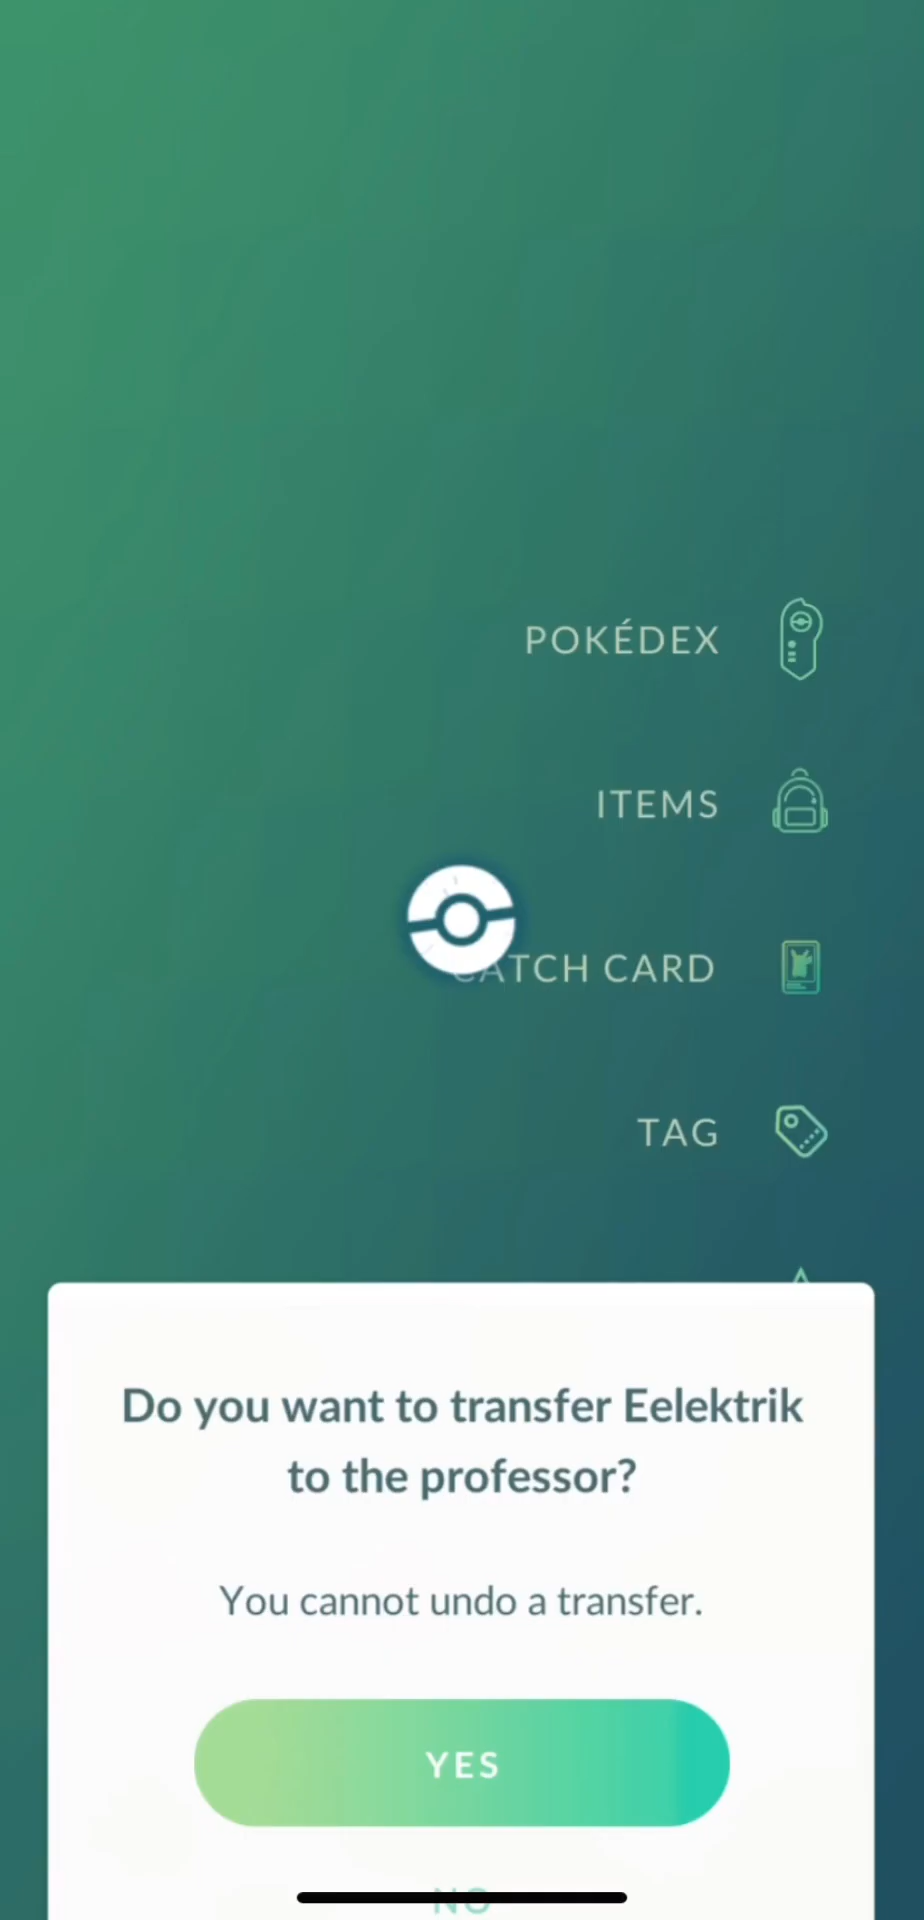 POKÉDEX
ITEMS
CATCH CARD
TAG
Do you want to transfer Eelektrik
to the professor?
You cannot undo a transfer.
YES
NO